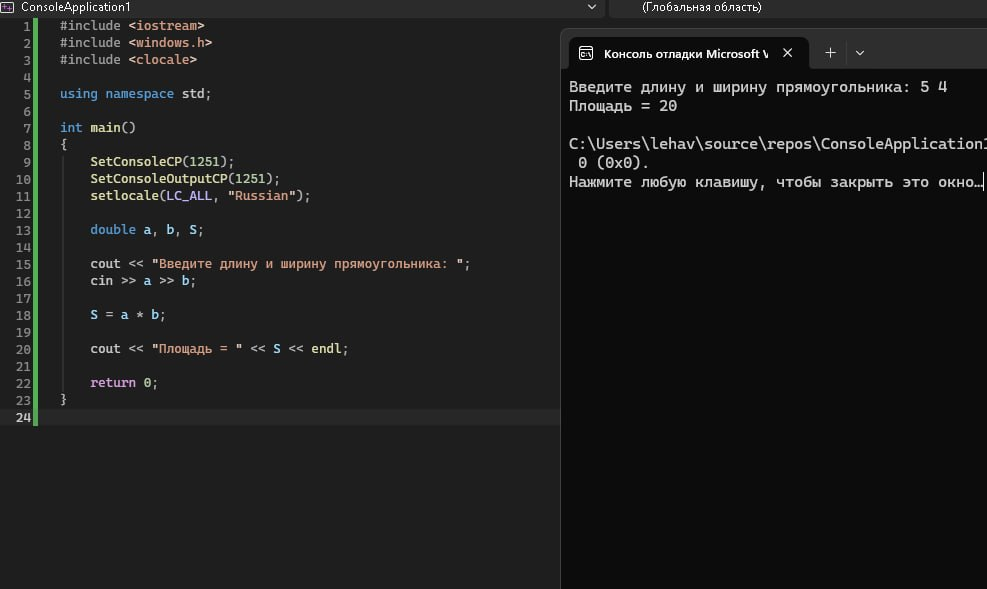 ConsoleApplication1
(Глобальная область)
1 #include <iostream>
2 #include <windows.h>
3 #include <clocale>
4
5 using namespace std;
6
7 int main()
8 {
9 SetConsoleCP(1251);
10 SetConsoleOutputCP(1251);
11 setlocale(LC_ALL, "Russian");
12
13 double a, b, S;
14
15 cout << "Введите длину и ширину прямоугольника: ";
16 cin >> a >> b;
17
18 S = a * b;
19
20 cout << "Площадь = " << S << endl;
21
22 return 0;
23 }
24
Консоль отладки Microsoft V
Введите длину и ширину прямоугольника: 5 4
Площадь = 20
C:\Users\lehav\source\repos\ConsoleApplication1
0 (0x0).
Нажмите любую клавишу, чтобы закрыть это окно…